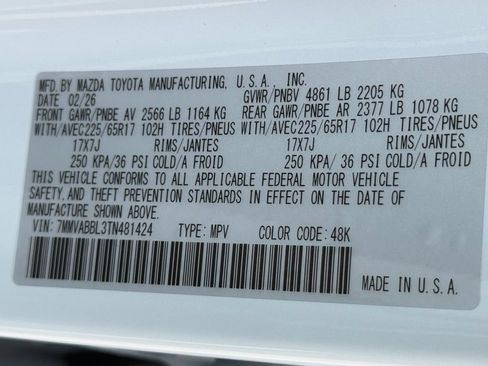 MFD. BY MAZDA TOYOTA MANUFACTURING, U.S.A., INC.
DATE 02/26 GVWR/PNBV 4861 LB 2205 KG
FRONT GAWR/PNBE AV 2566 LB 1164 KG REAR GAWR/PNBE AR 2377 LB 1078 KG
WITH/AVEC225/65R17 102H TIRES/PNEUS WITH/AVEC225/65R17 102H TIRES/PNEUS
17X7J RIMS/JANTES 17X7J RIMS/JANTES
250 KPA/36 PSI COLD/A FROID 250 KPA/ 36 PSI COLD/A FROID
THIS VEHICLE CONFORMS TO ALL APPLICABLE FEDERAL MOTOR VEHICLE
SAFETY,AND THEFT PREVENTION STANDARDS IN EFFECT ON THE DATE OF
MANUFACTURE SHOWN ABOVE.
VIN: 7MMVABBL3TN481424 TYPE: MPV COLOR: 48K
MADE IN U.S.A.